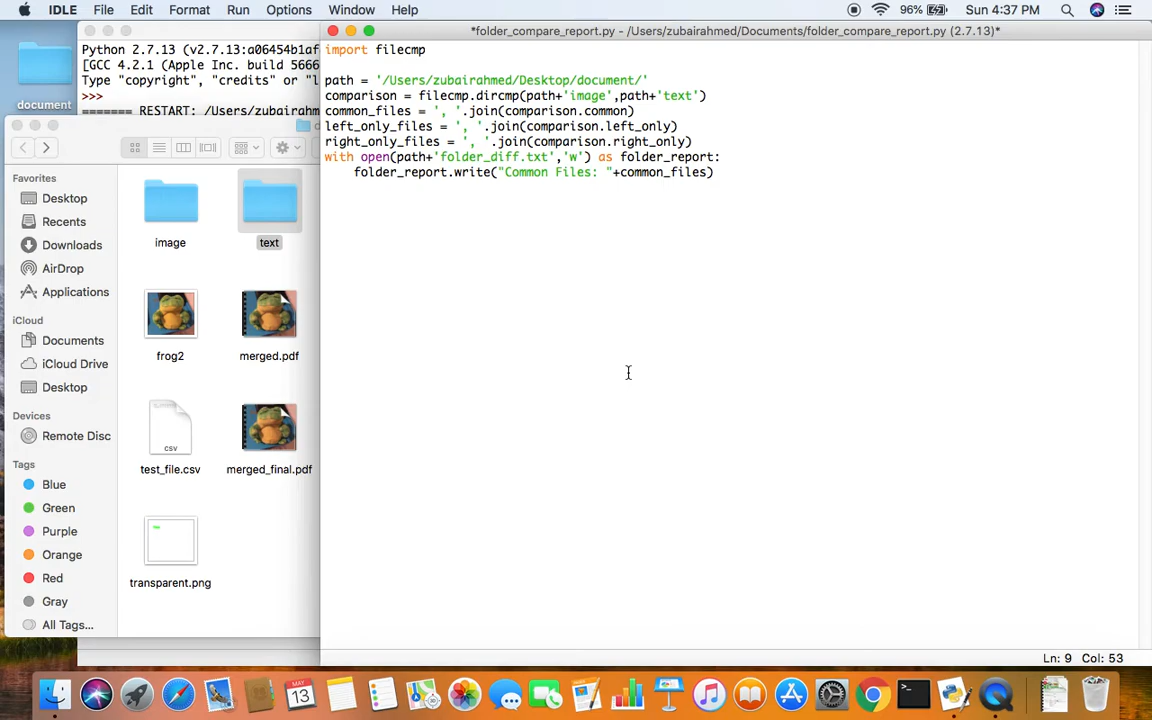 IDLE File Edit Format Run Options Window Help 96% Sun 4:37 PM
document
Python 2.7.13 (v2.7.13:a06454b1af
[GCC 4.2.1 (Apple Inc. build 5666
Type "copyright", "credits" or "l
>>>
======= RESTART: /Users/zubairahm
*folder_compare_report.py - /Users/zubairahmed/Documents/folder_compare_report.py (2.7.13)*
import filecmp
path = '/Users/zubairahmed/Desktop/document/'
comparison = filecmp.dircmp(path+'image',path+'text')
common_files = ', '.join(comparison.common)
left_only_files = ', '.join(comparison.left_only)
right_only_files = ', '.join(comparison.right_only)
with open(path+'folder_diff.txt','w') as folder_report:
    folder_report.write("Common Files: "+common_files)
Ln: 9 Col: 53
Favorites
Desktop
Recents
Downloads
AirDrop
Applications
iCloud
Documents
iCloud Drive
Desktop
Devices
Remote Disc
Tags
Blue
Green
Purple
Orange
Red
Gray
All Tags...
image text
frog2 merged.pdf
csv
test_file.csv merged_final.pdf
transparent.png
MAY
13